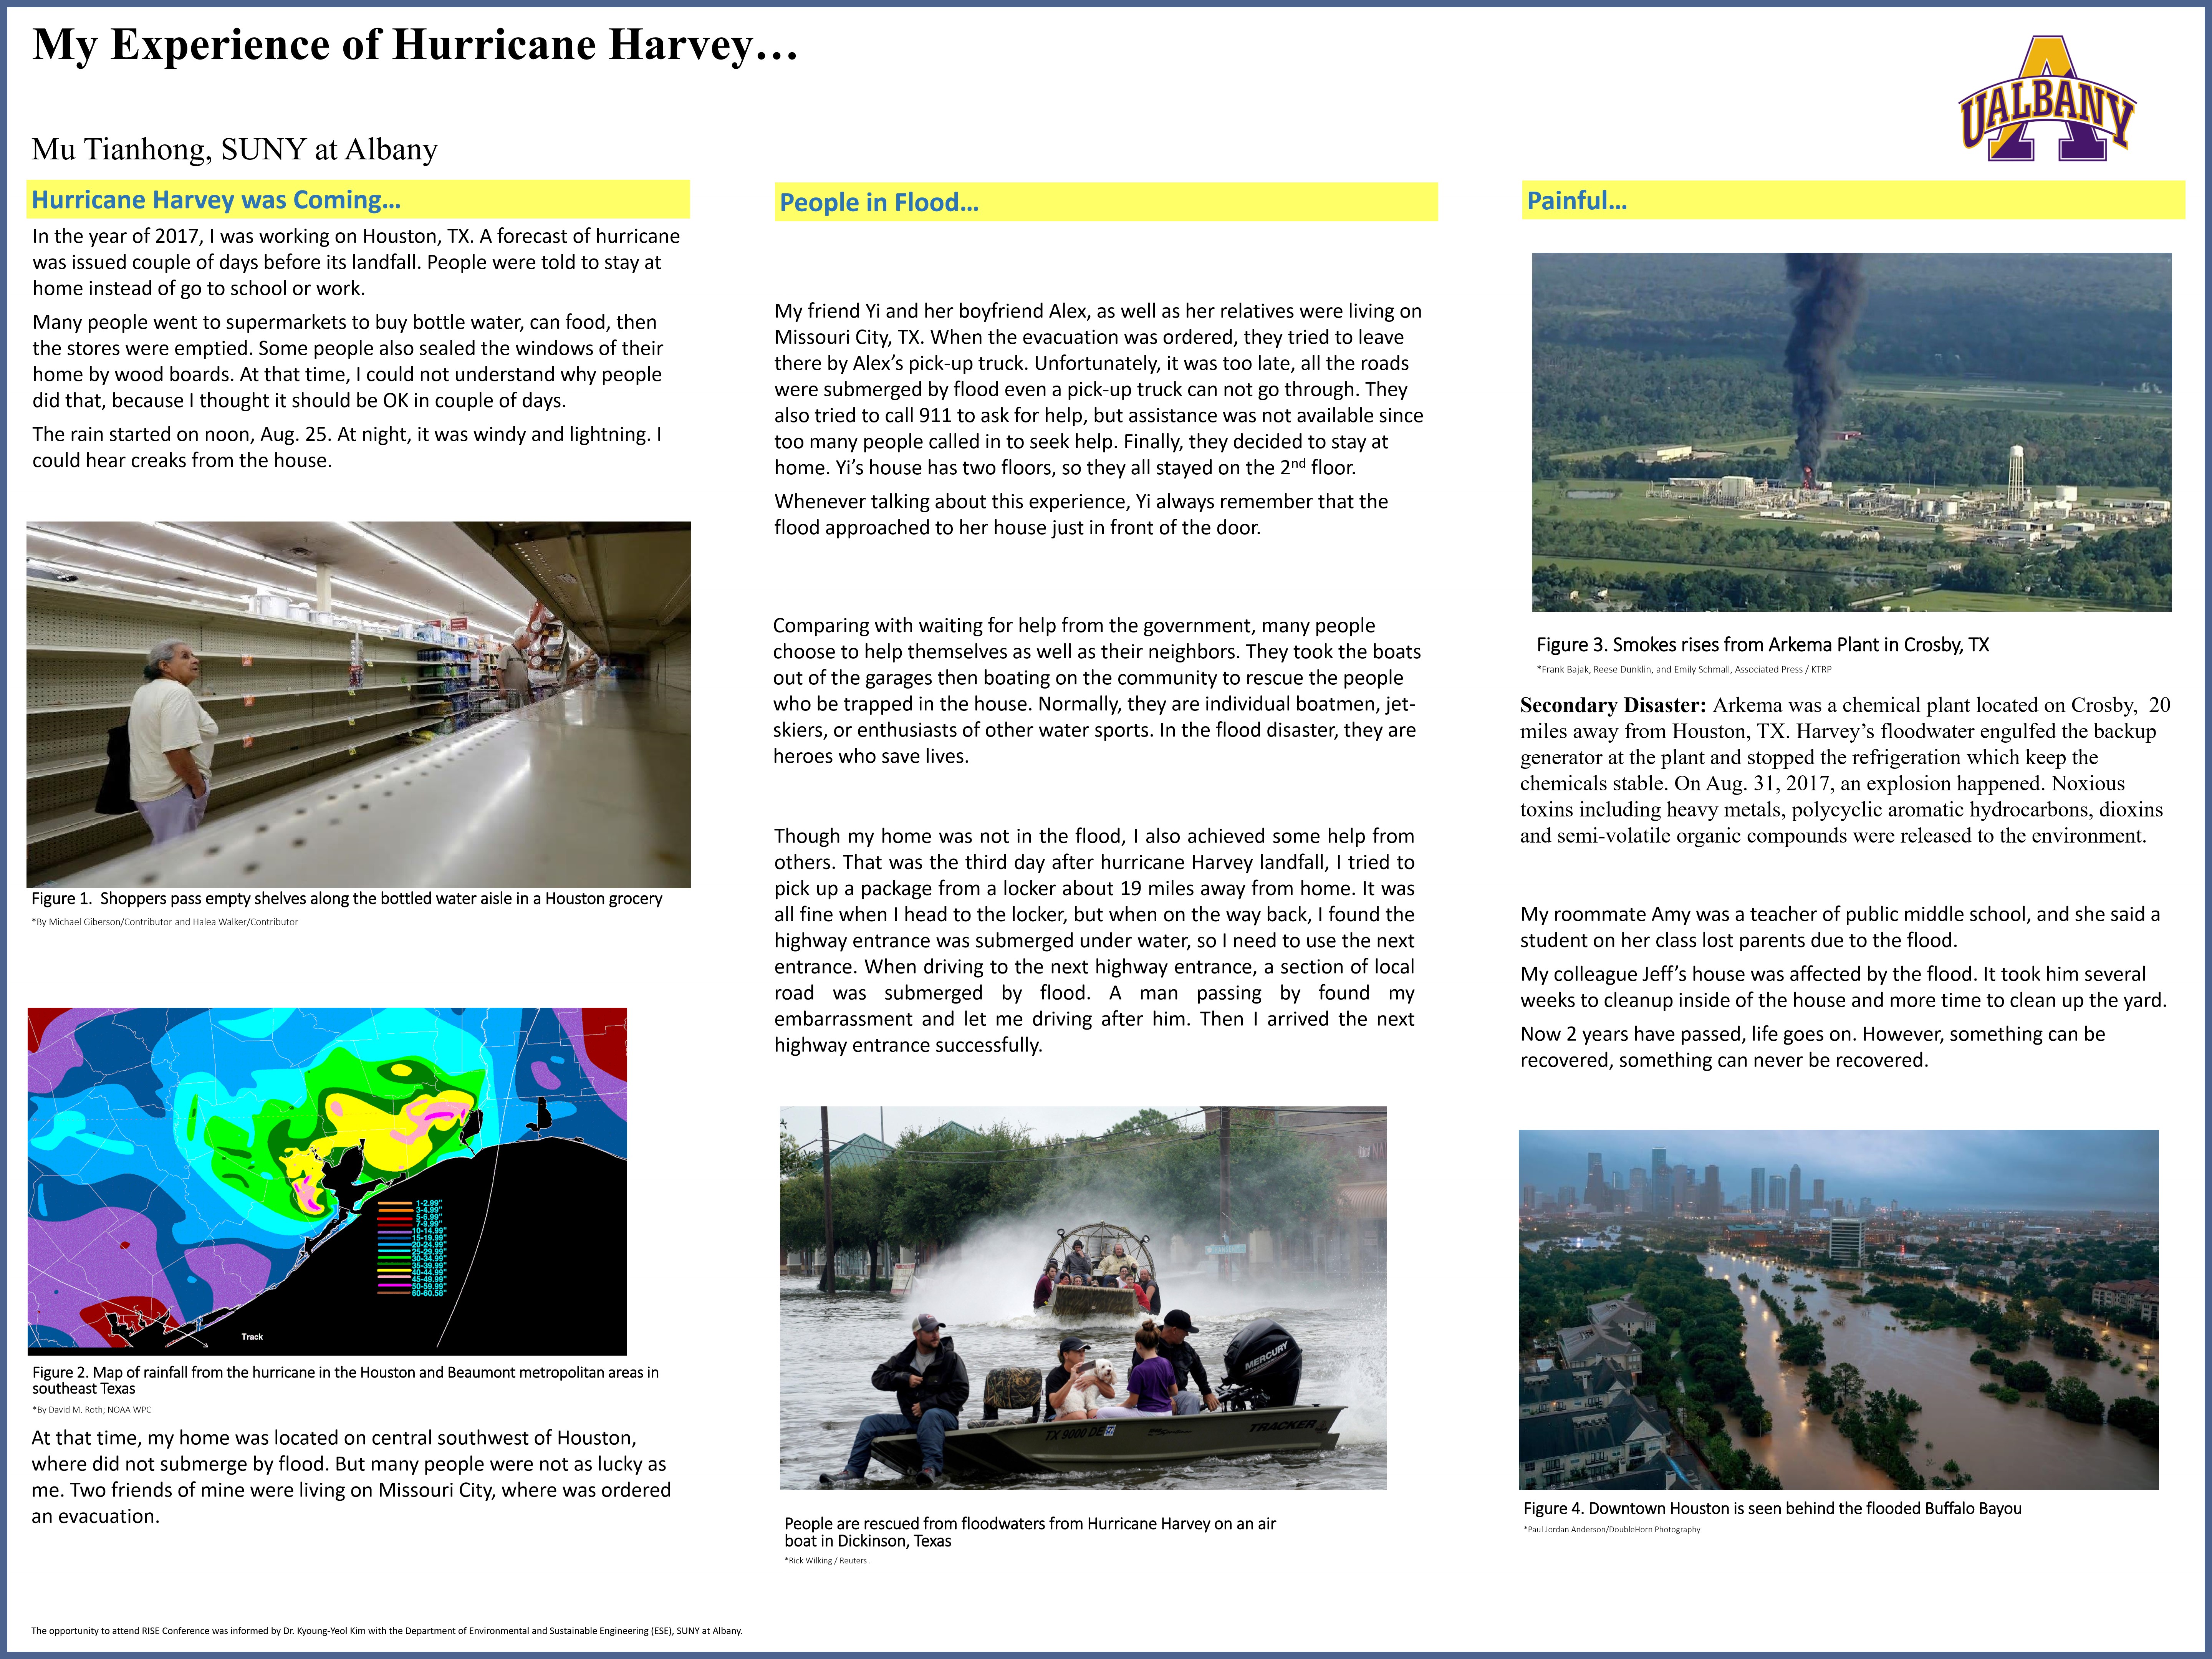 My Experience of Hurricane Harvey…
UALBANY
Mu Tianhong, SUNY at Albany
Hurricane Harvey was Coming…
In the year of 2017, I was working on Houston, TX. A forecast of hurricane
was issued couple of days before its landfall. People were told to stay at
home instead of go to school or work.
Many people went to supermarkets to buy bottle water, can food, then
the stores were emptied. Some people also sealed the windows of their
home by wood boards. At that time, I could not understand why people
did that, because I thought it should be OK in couple of days.
The rain started on noon, Aug. 25. At night, it was windy and lightning. I
could hear creaks from the house.
Figure 1.  Shoppers pass empty shelves along the bottled water aisle in a Houston grocery
*By Michael Giberson/Contributor and Halea Walker/Contributor
1-2.99"
3-4.99"
5-6.99"
7-9.99"
10-14.99"
15-19.99"
20-24.99"
25-29.99"
30-34.99"
35-39.99"
40-44.99"
45-49.99"
50-59.99"
60-60.58"
Track
Figure 2. Map of rainfall from the hurricane in the Houston and Beaumont metropolitan areas in
southeast Texas
*By David M. Roth; NOAA WPC
At that time, my home was located on central southwest of Houston,
where did not submerge by flood. But many people were not as lucky as
me. Two friends of mine were living on Missouri City, where was ordered
an evacuation.
People in Flood…
My friend Yi and her boyfriend Alex, as well as her relatives were living on
Missouri City, TX. When the evacuation was ordered, they tried to leave
there by Alex’s pick-up truck. Unfortunately, it was too late, all the roads
were submerged by flood even a pick-up truck can not go through. They
also tried to call 911 to ask for help, but assistance was not available since
too many people called in to seek help. Finally, they decided to stay at
home. Yi’s house has two floors, so they all stayed on the 2nd floor.
Whenever talking about this experience, Yi always remember that the
flood approached to her house just in front of the door.
Comparing with waiting for help from the government, many people
choose to help themselves as well as their neighbors. They took the boats
out of the garages then boating on the community to rescue the people
who be trapped in the house. Normally, they are individual boatmen, jet-
skiers, or enthusiasts of other water sports. In the flood disaster, they are
heroes who save lives.
Though my home was not in the flood, I also achieved some help from
others. That was the third day after hurricane Harvey landfall, I tried to
pick up a package from a locker about 19 miles away from home. It was
all fine when I head to the locker, but when on the way back, I found the
highway entrance was submerged under water, so I need to use the next
entrance. When driving to the next highway entrance, a section of local
road was submerged by flood. A man passing by found my
embarrassment and let me driving after him. Then I arrived the next
highway entrance successfully.
MERCURY
TX 9000 DE
TRACKER
People are rescued from floodwaters from Hurricane Harvey on an air
boat in Dickinson, Texas
*Rick Wilking / Reuters .
Painful…
Figure 3. Smokes rises from Arkema Plant in Crosby, TX
*Frank Bajak, Reese Dunklin, and Emily Schmall, Associated Press / KTRP
Secondary Disaster: Arkema was a chemical plant located on Crosby,  20
miles away from Houston, TX. Harvey’s floodwater engulfed the backup
generator at the plant and stopped the refrigeration which keep the
chemicals stable. On Aug. 31, 2017, an explosion happened. Noxious
toxins including heavy metals, polycyclic aromatic hydrocarbons, dioxins
and semi-volatile organic compounds were released to the environment.
My roommate Amy was a teacher of public middle school, and she said a
student on her class lost parents due to the flood.
My colleague Jeff’s house was affected by the flood. It took him several
weeks to cleanup inside of the house and more time to clean up the yard.
Now 2 years have passed, life goes on. However, something can be
recovered, something can never be recovered.
Figure 4. Downtown Houston is seen behind the flooded Buffalo Bayou
*Paul Jordan Anderson/DoubleHorn Photography
The opportunity to attend RISE Conference was informed by Dr. Kyoung-Yeol Kim with the Department of Environmental and Sustainable Engineering (ESE), SUNY at Albany.